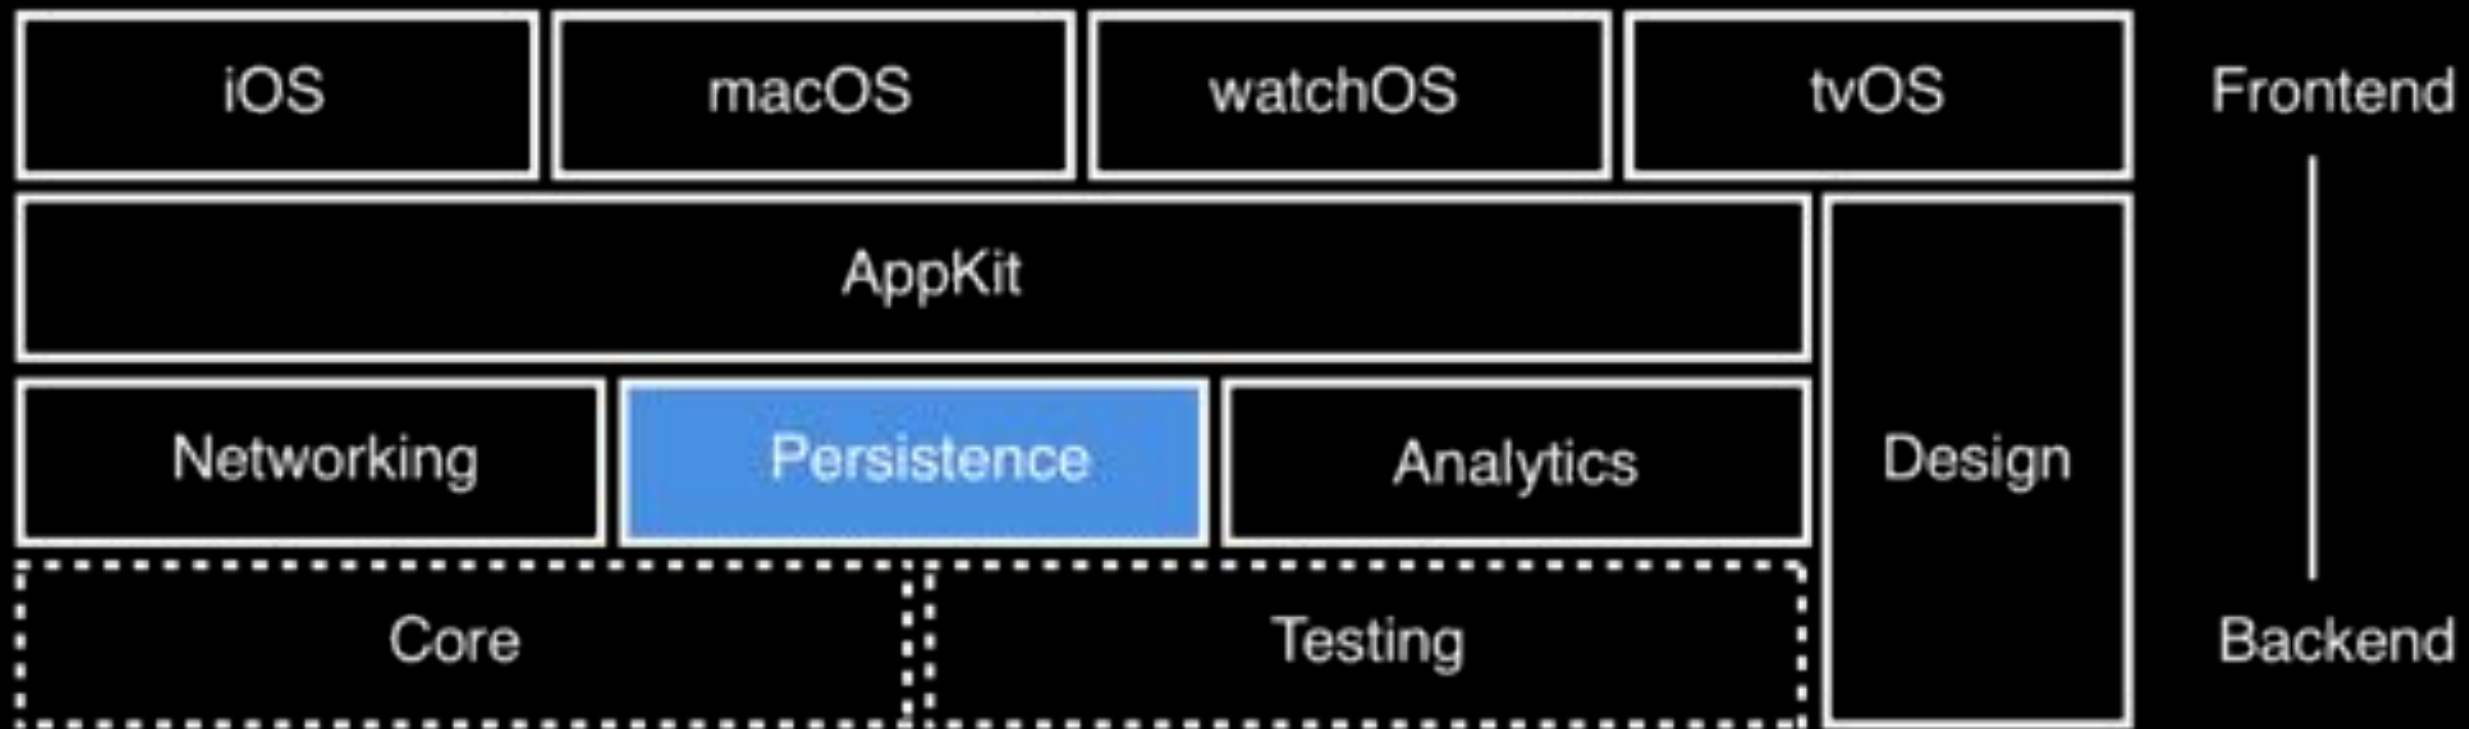 iOS
macOS
watchOS
tvOS
Frontend
AppKit
Networking
Persistence
Analytics
Design
Core
Testing
Backend